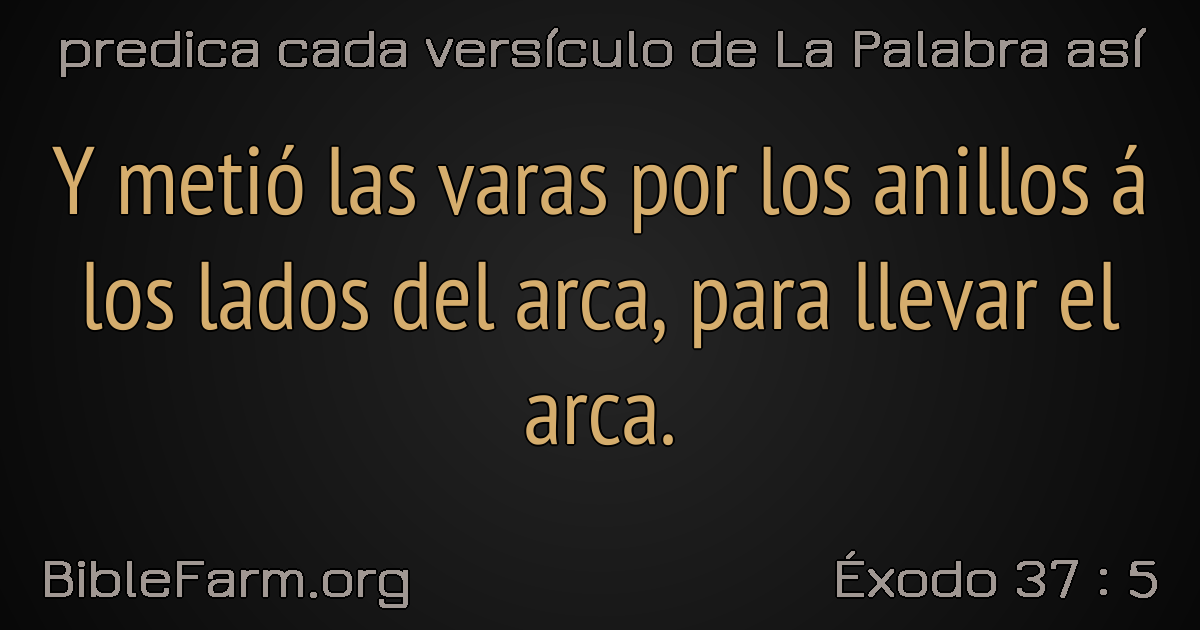 predica cada versículo de La Palabra así
Y metió las varas por los anillos á
los lados del arca, para llevar el
arca.
BibleFarm.org
Éxodo 37 : 5